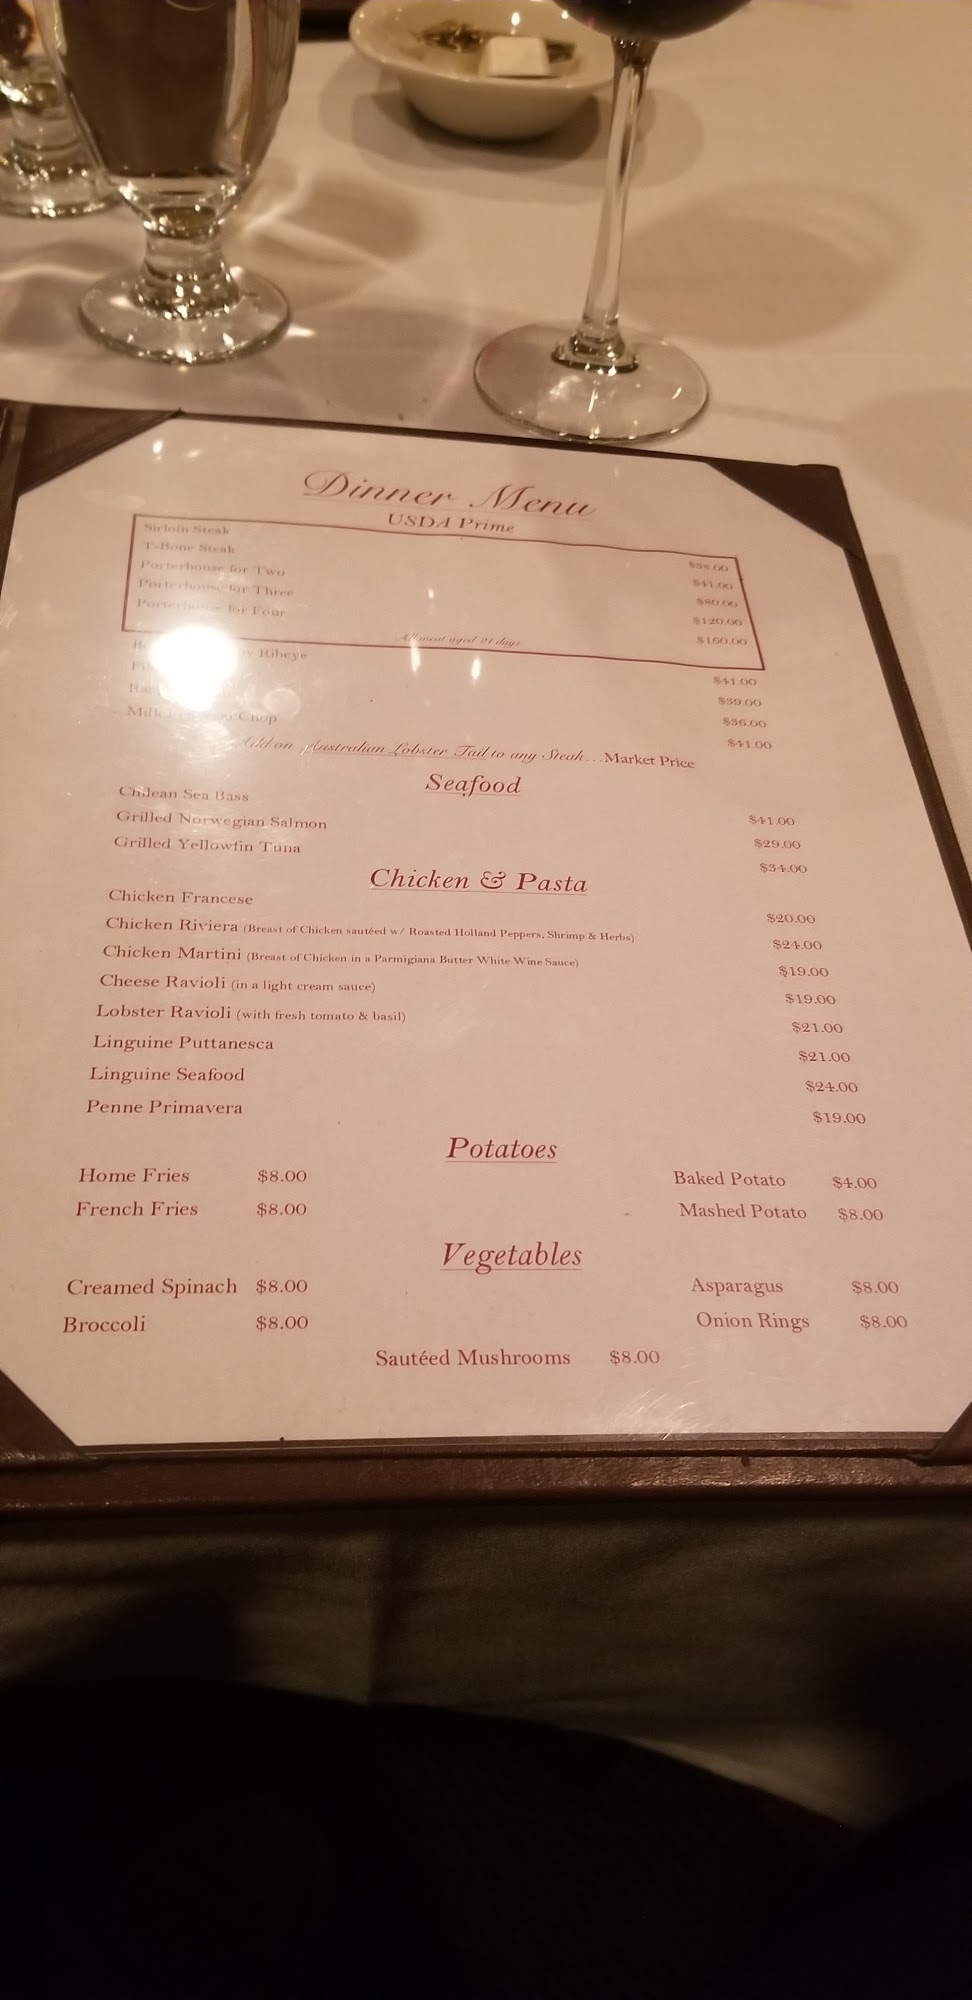 Dinner Menu
USDA Prime
Sirloin Steak $38.00
T-Bone Steak $41.00
Porterhouse for Two $80.00
Porterhouse for Three $120.00
Porterhouse for Four $160.00
All meat aged 21 days
Ribeye $41.00
$39.00
$36.00
Chop $41.00
Add on Australian Lobster Tail to any Steak...Market Price
Seafood
Chilean Sea Bass $41.00
Grilled Norwegian Salmon $29.00
Grilled Yellowfin Tuna $34.00
Chicken & Pasta
Chicken Francese $20.00
Chicken Riviera (Breast of Chicken sautéed w/ Roasted Holland Peppers, Shrimp & Herbs) $24.00
Chicken Martini (Breast of Chicken in a Parmigiana Butter White Wine Sauce) $19.00
Cheese Ravioli (in a light cream sauce) $19.00
Lobster Ravioli (with fresh tomato & basil) $21.00
Linguine Puttanesca $21.00
Linguine Seafood $24.00
Penne Primavera $19.00
Potatoes
Home Fries $8.00 Baked Potato $4.00
French Fries $8.00 Mashed Potato $8.00
Vegetables
Creamed Spinach $8.00 Asparagus $8.00
Broccoli $8.00 Onion Rings $8.00
Sautéed Mushrooms $8.00